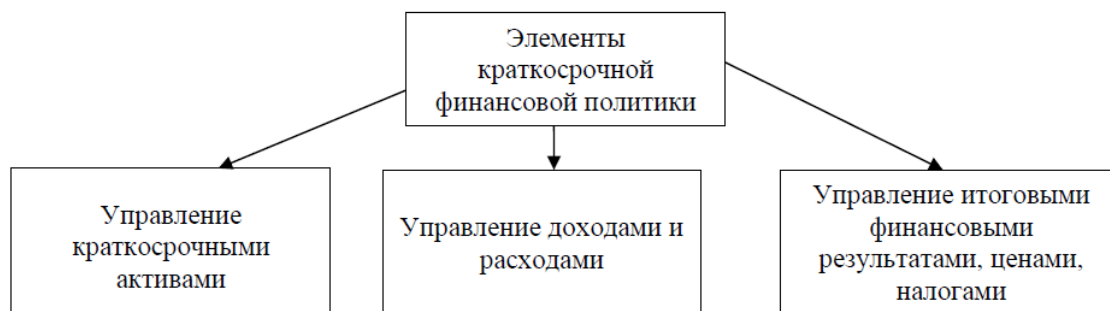 Элементы
краткосрочной
финансовой политики
Управление
краткосрочными
активами
Управление доходами и
расходами
Управление итоговыми
финансовыми
результатами, ценами,
налогами